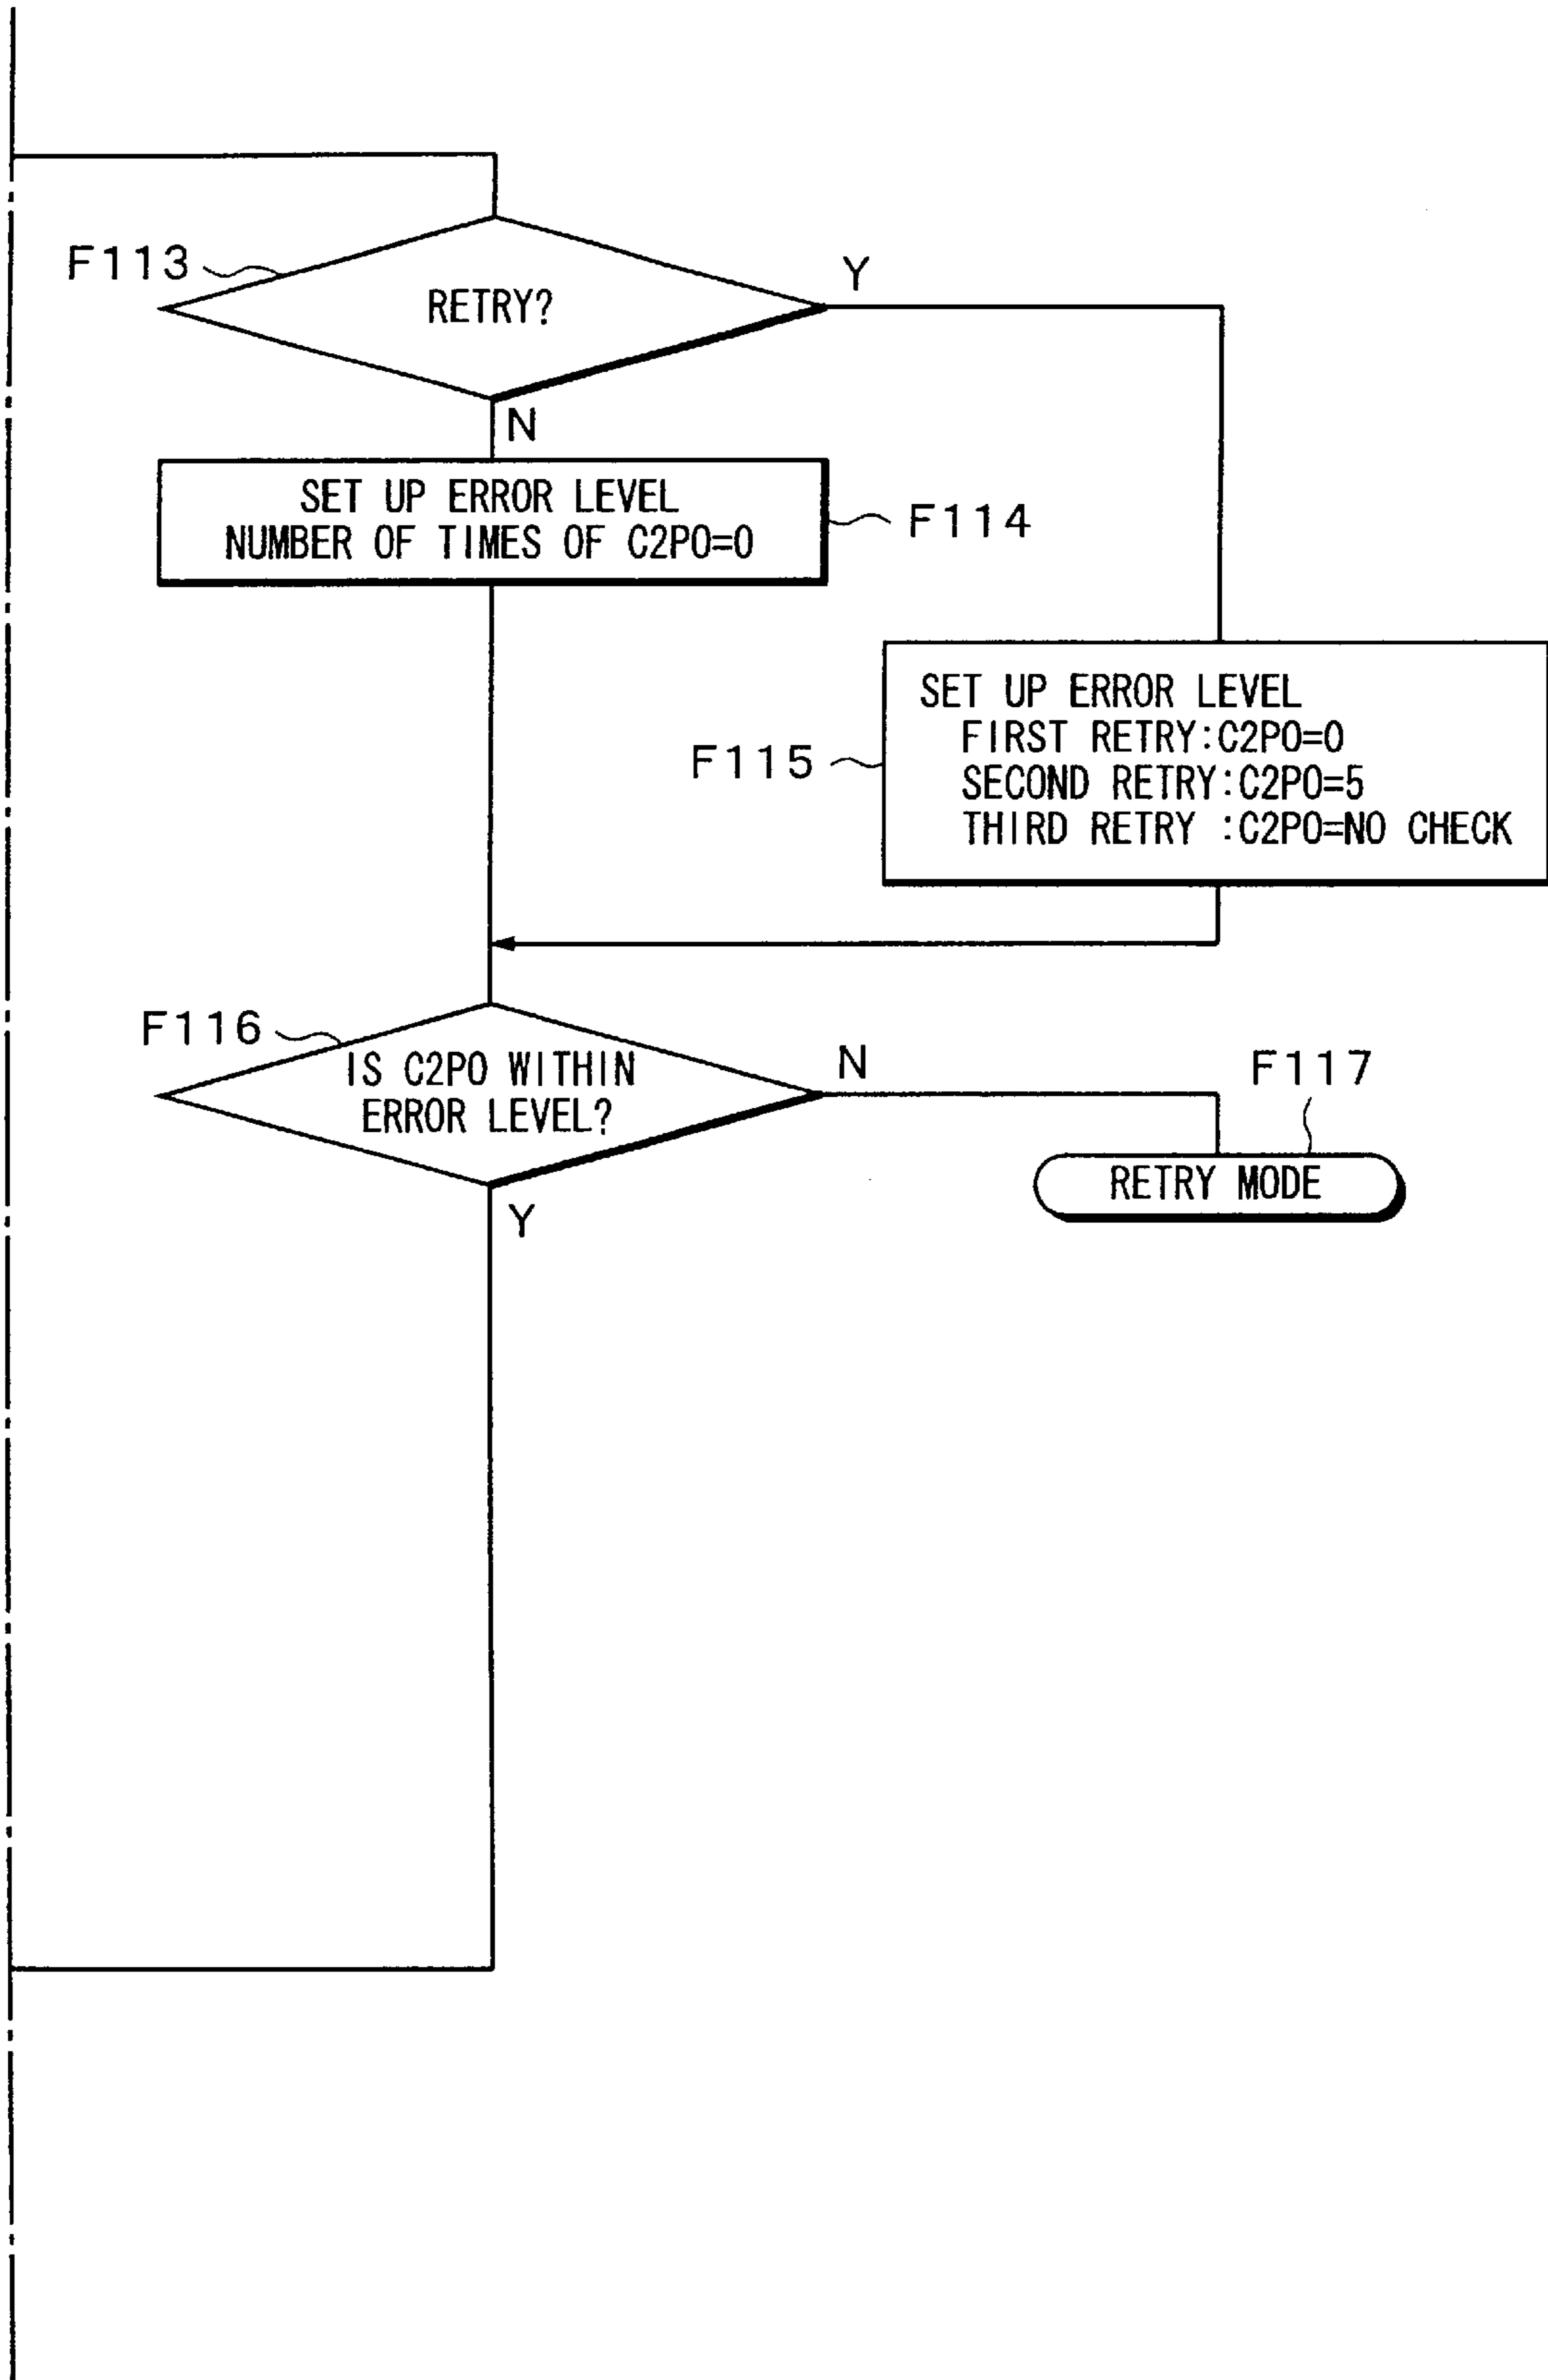 F113
RETRY?
Y
N
SET UP ERROR LEVEL
NUMBER OF TIMES OF C2PO=0
F114
SET UP ERROR LEVEL
FIRST RETRY:C2PO=0
SECOND RETRY:C2PO=5
THIRD RETRY :C2PO=NO CHECK
F115
F116
IS C2PO WITHIN
ERROR LEVEL?
N
F117
RETRY MODE
Y